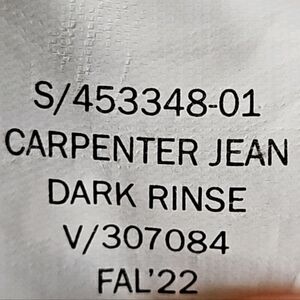 S/453348-01
CARPENTER JEAN
DARK RINSE
V/307084
FAL'22